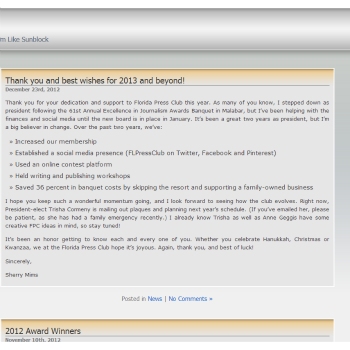 m Like Sunblock
Thank you and best wishes for 2013 and beyond!
December 23rd, 2012
Thank you for your dedication and support to Florida Press Club this year. As many of you know, I stepped down as
president following the 61st Annual Excellence in Journalism Awards Banquet in Malabar, but I've been helping with the
finances and social media until the new board is in place in January. It's been a great two years as president, but I'm
a big believer in change. Over the past two years, we've:
» Increased our membership
» Established a social media presence (FLPressClub on Twitter, Facebook and Pinterest)
» Used an online contest platform
» Held writing and publishing workshops
» Saved 36 percent in banquet costs by skipping the resort and supporting a family-owned business
I hope you keep such a wonderful momentum going, and I look forward to seeing how the club evolves. Right now,
President-elect Trisha Cormeny is mailing out plaques and planning next year's schedule. (If you've emailed her, please
be patient, as she has had a family emergency recently.) I already know Trisha as well as Anne Geggis have some
creative FPC ideas in mind, so stay tuned!
It's been an honor getting to know each and every one of you. Whether you celebrate Hanukkah, Christmas or
Kwanzaa, we at the Florida Press Club hope it's joyous. Again, thank you, and best of luck!
Sincerely,
Sherry Mims
Posted in News | No Comments »
2012 Award Winners
November 10th, 2012